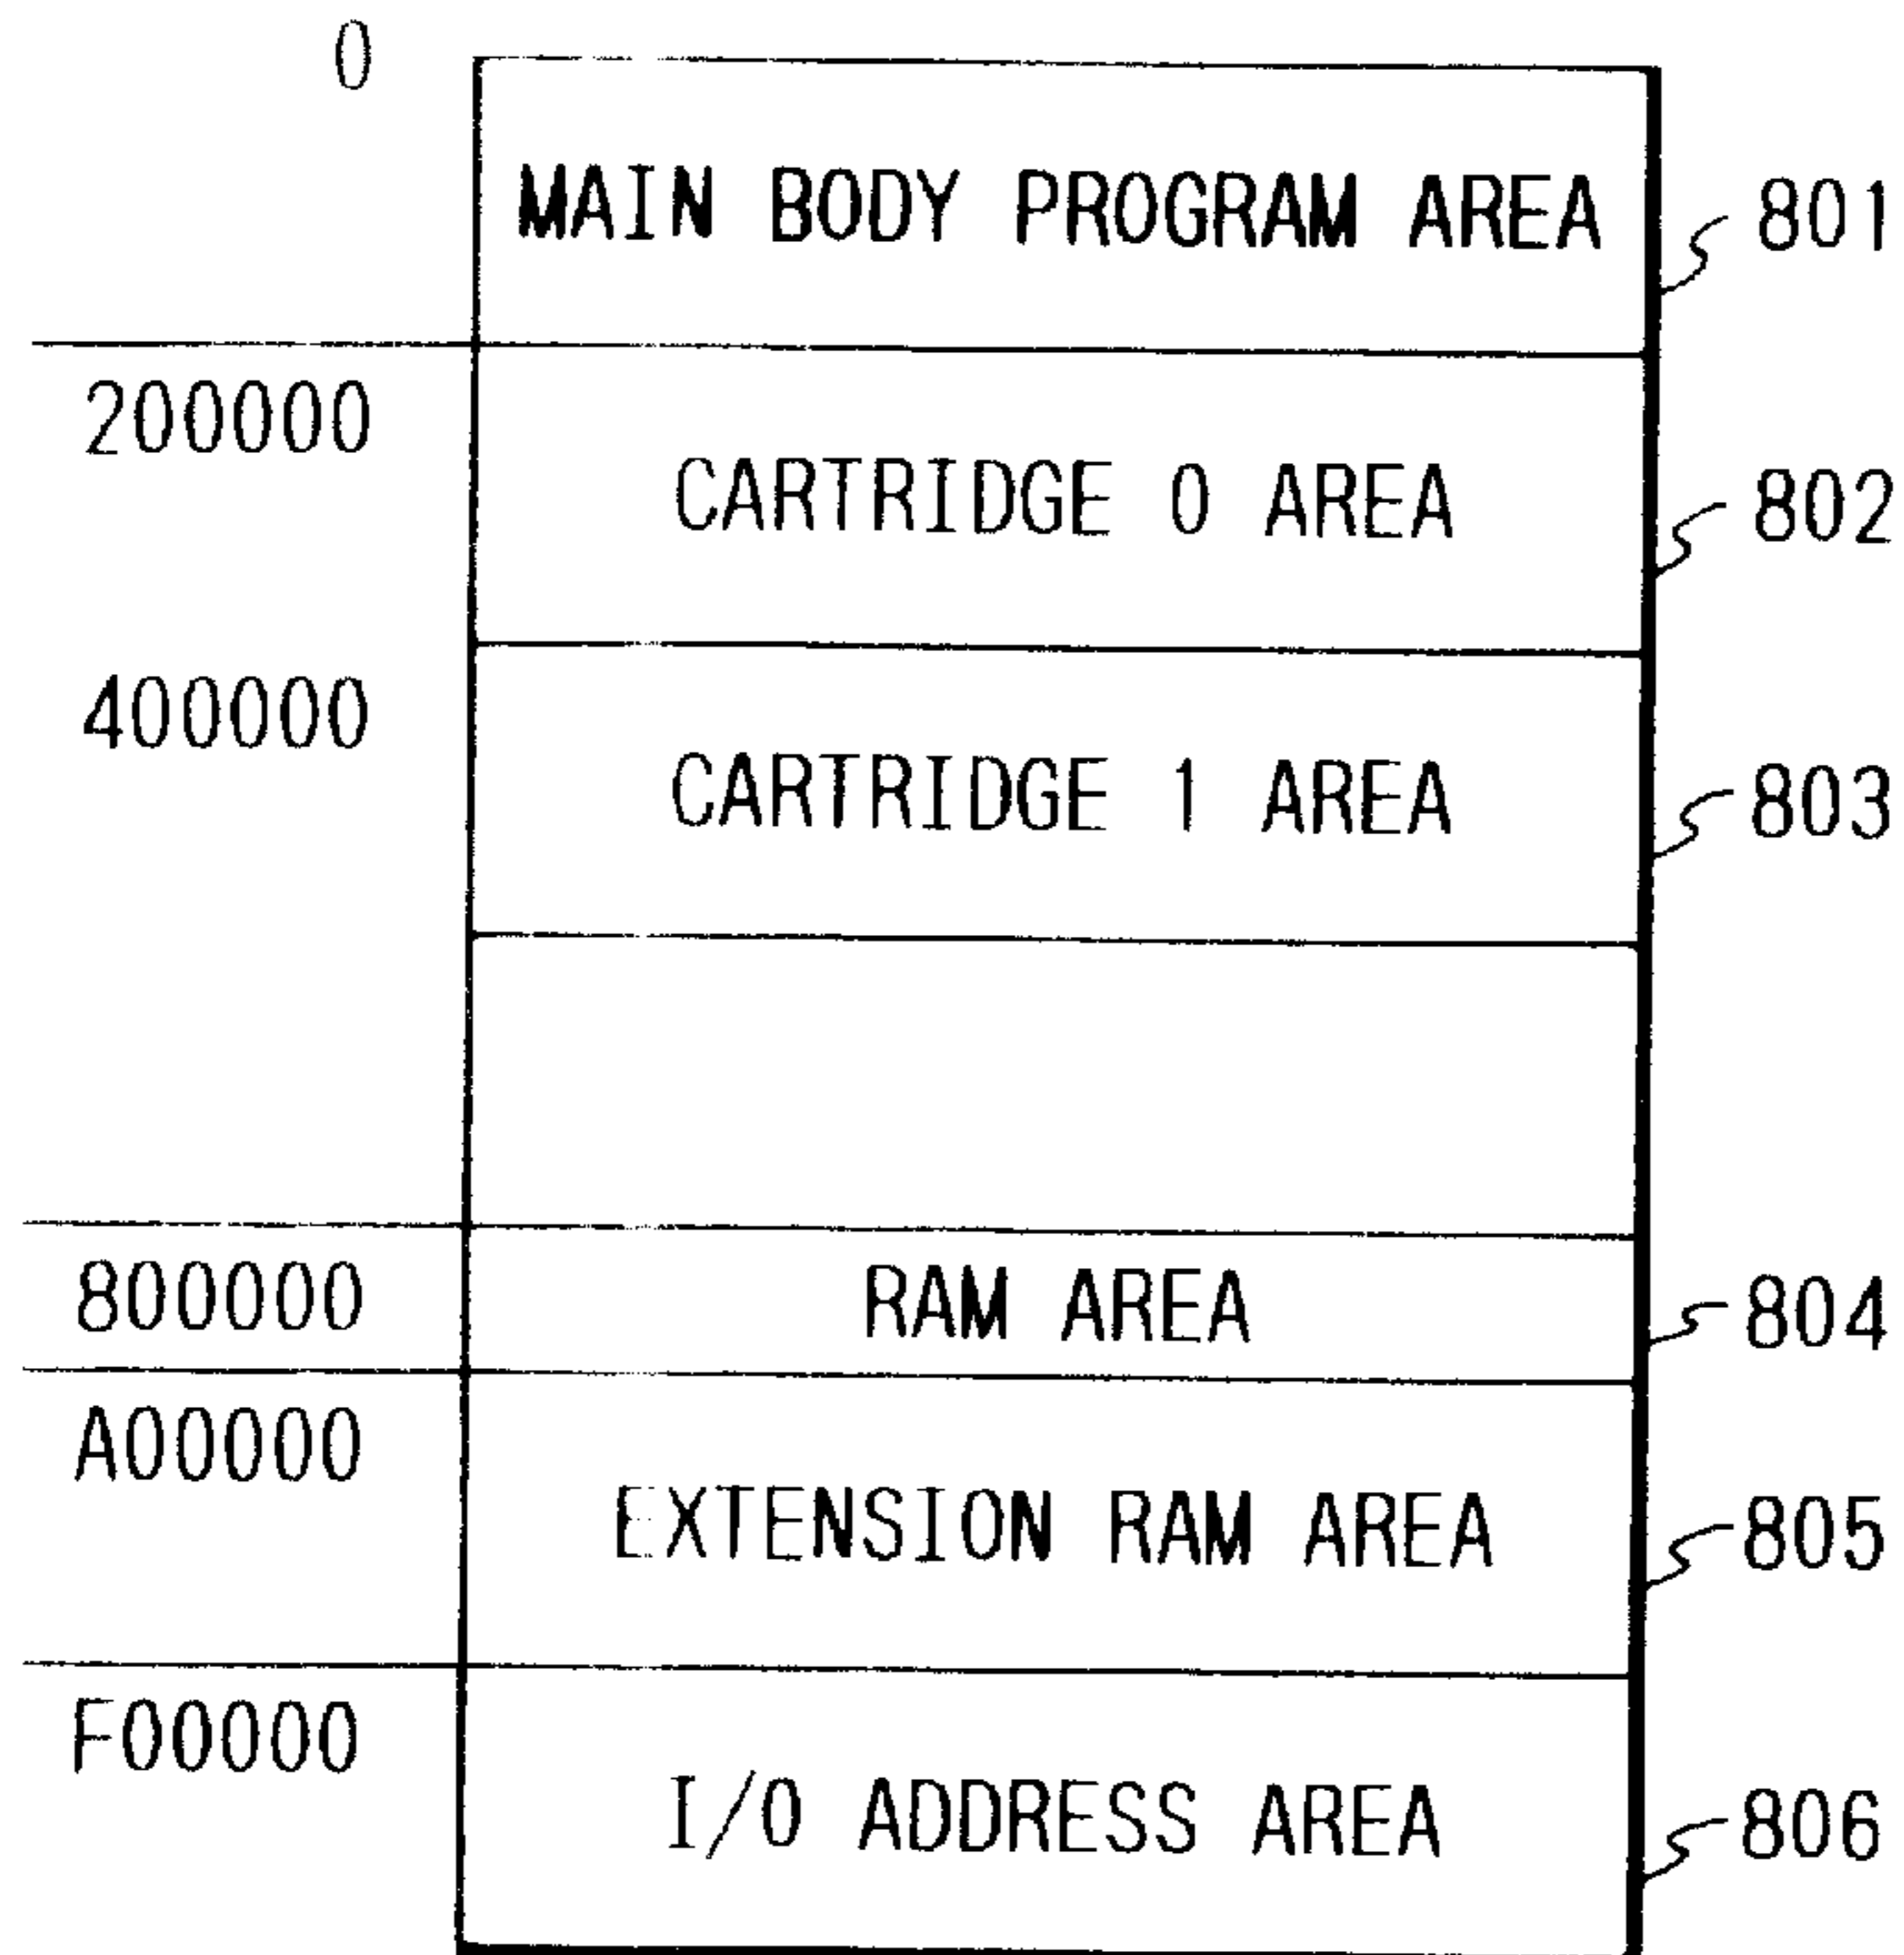 0
MAIN BODY PROGRAM AREA
801
200000
CARTRIDGE 0 AREA
802
400000
CARTRIDGE 1 AREA
803
800000
RAM AREA
804
A00000
EXTENSION RAM AREA
805
F00000
I/O ADDRESS AREA
806